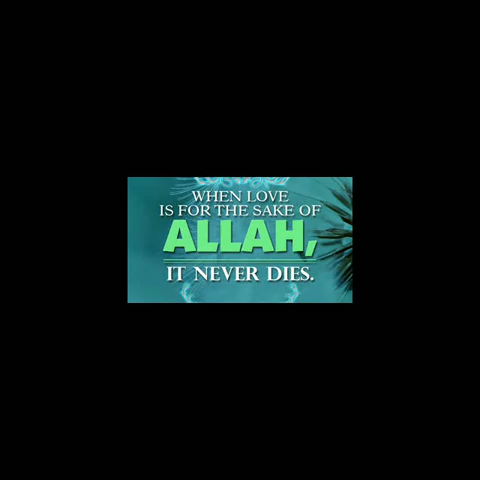 WHEN LOVE
IS FOR THE SAKE OF
ALLAH,
IT NEVER DIES.